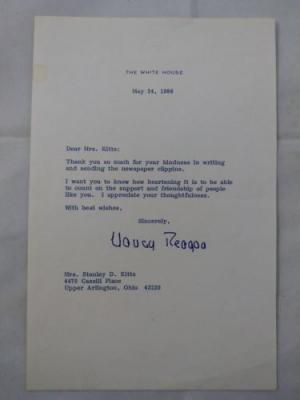 THE WHITE HOUSE
May 24, 1988
Dear Mrs. Kitts:
Thank you so much for your kindness in writing
and sending the newspaper clipping.
I want you to know how heartening it is to be able
to count on the support and friendship of people
like you. I appreciate your thoughtfulness.
With best wishes,
Sincerely,
Nancy Reagan
Mrs. Stanley D. Kitts
4470 Cassill Place
Upper Arlington, Ohio 43220